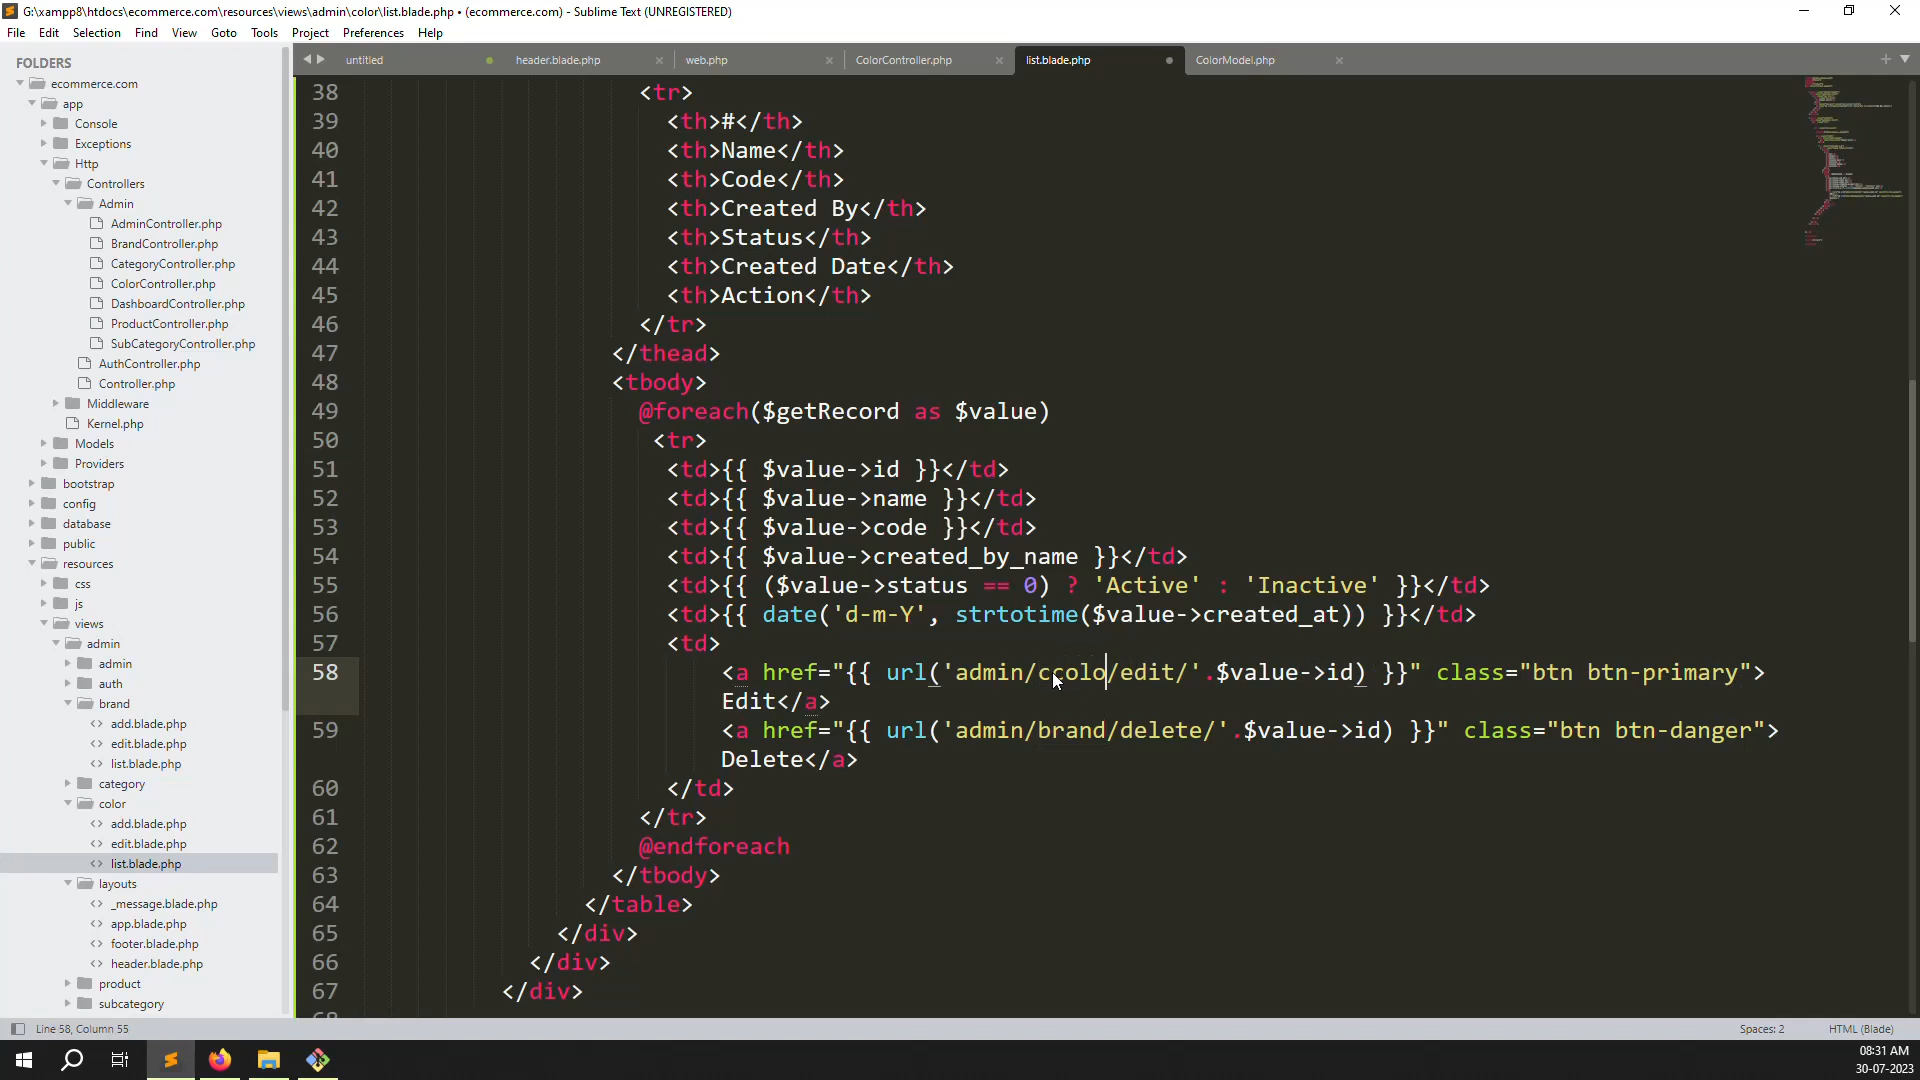 G:\xampp8\htdocs\ecommerce.com\resources\views\admin\color\list.blade.php • (ecommerce.com) - Sublime Text (UNREGISTERED)
File Edit Selection Find View Goto Tools Project Preferences Help
FOLDERS
ecommerce.com
app
Console
Exceptions
Http
Controllers
Admin
AdminController.php
BrandController.php
CategoryController.php
ColorController.php
DashboardController.php
ProductController.php
SubCategoryController.php
AuthController.php
Controller.php
Middleware
Kernel.php
Models
Providers
bootstrap
config
database
public
resources
css
js
views
admin
admin
auth
brand
add.blade.php
edit.blade.php
list.blade.php
category
color
add.blade.php
edit.blade.php
list.blade.php
layouts
_message.blade.php
app.blade.php
footer.blade.php
header.blade.php
product
subcategory
untitled header.blade.php web.php ColorController.php list.blade.php ColorModel.php
38 <tr>
39 <th>#</th>
40 <th>Name</th>
41 <th>Code</th>
42 <th>Created By</th>
43 <th>Status</th>
44 <th>Created Date</th>
45 <th>Action</th>
46 </tr>
47 </thead>
48 <tbody>
49 @foreach($getRecord as $value)
50 <tr>
51 <td>{{ $value->id }}</td>
52 <td>{{ $value->name }}</td>
53 <td>{{ $value->code }}</td>
54 <td>{{ $value->created_by_name }}</td>
55 <td>{{ ($value->status == 0) ? 'Active' : 'Inactive' }}</td>
56 <td>{{ date('d-m-Y', strtotime($value->created_at)) }}</td>
57 <td>
58 <a href="{{ url('admin/ccolo/edit/'.$value->id) }}" class="btn btn-primary">
Edit</a>
59 <a href="{{ url('admin/brand/delete/'.$value->id) }}" class="btn btn-danger">
Delete</a>
60 </td>
61 </tr>
62 @endforeach
63 </tbody>
64 </table>
65 </div>
66 </div>
67 </div>
68
Line 58, Column 55 Spaces: 2 HTML (Blade)
08:31 AM
30-07-2023